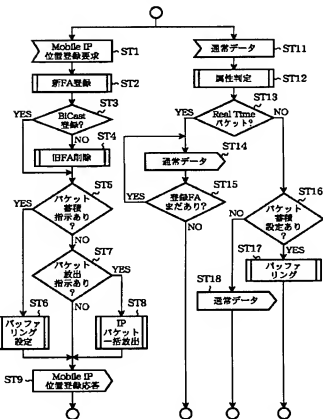 Mobile IP
位置登録要求
ST1
新FA登録
ST2
ST3
BiCast
登録?
YES
NO
ST4
旧FA削除
ST5
パケット
蓄積
指示あり
?
YES
NO
ST7
パケット
放出
指示あり
?
YES
NO
ST6
バッファ
リング
設定
ST8
IP
パケット
一括放出
ST9
Mobile IP
位置登録応答
通常データ
ST11
属性判定
ST12
ST13
Real Time
パケット?
YES
NO
ST14
通常データ
ST15
登録FA
まだあり?
YES
NO
ST16
パケット
蓄積
設定あり
?
NO
YES
ST17
バッファ
リング
ST18
通常データ